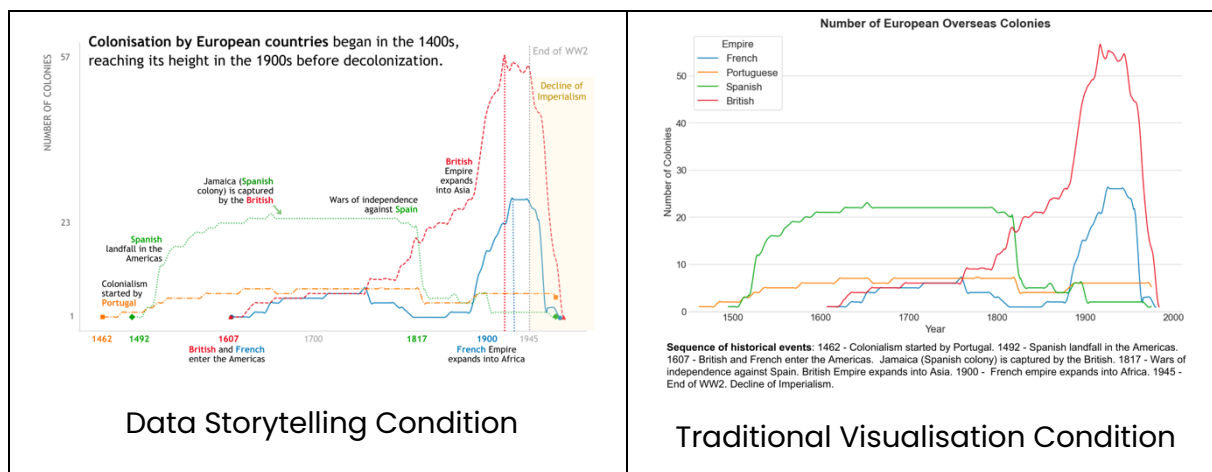 Colonisation by European countries began in the 1400s,
reaching its height in the 1900s before decolonization.
NUMBER OF COLONIES
57
23
1
End of WW2
Decline of
Imperialism
British
Empire
expands
into Asia
Jamaica (Spanish
colony) is captured
by the British
Wars of independence
against Spain
Spanish
landfall in the
Americas
Colonialism
started by
Portugal
1462
1492
1607
1700
1817
1900
1945
British and French
enter the Americas
French Empire
expands into Africa
Data Storytelling Condition
Number of European Overseas Colonies
Empire
French
Portuguese
Spanish
British
Number of Colonies
50
40
30
20
10
0
1500
1600
1700
1800
1900
2000
Year
Sequence of historical events: 1462 - Colonialism started by Portugal. 1492 - Spanish landfall in the Americas.
1607 - British and French enter the Americas. Jamaica (Spanish colony) is captured by the British. 1817 - Wars of
independence against Spain. British Empire expands into Asia. 1900 - French empire expands into Africa. 1945 -
End of WW2. Decline of Imperialism.
Traditional Visualisation Condition